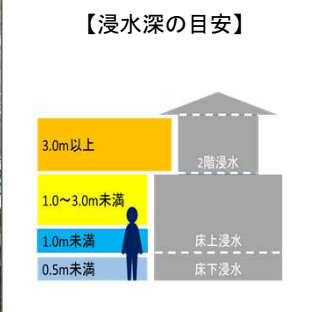 【浸水深の目安】
3.0m以上
2階浸水
1.0～3.0m未満
1.0m未満
床上浸水
0.5m未満
床下浸水